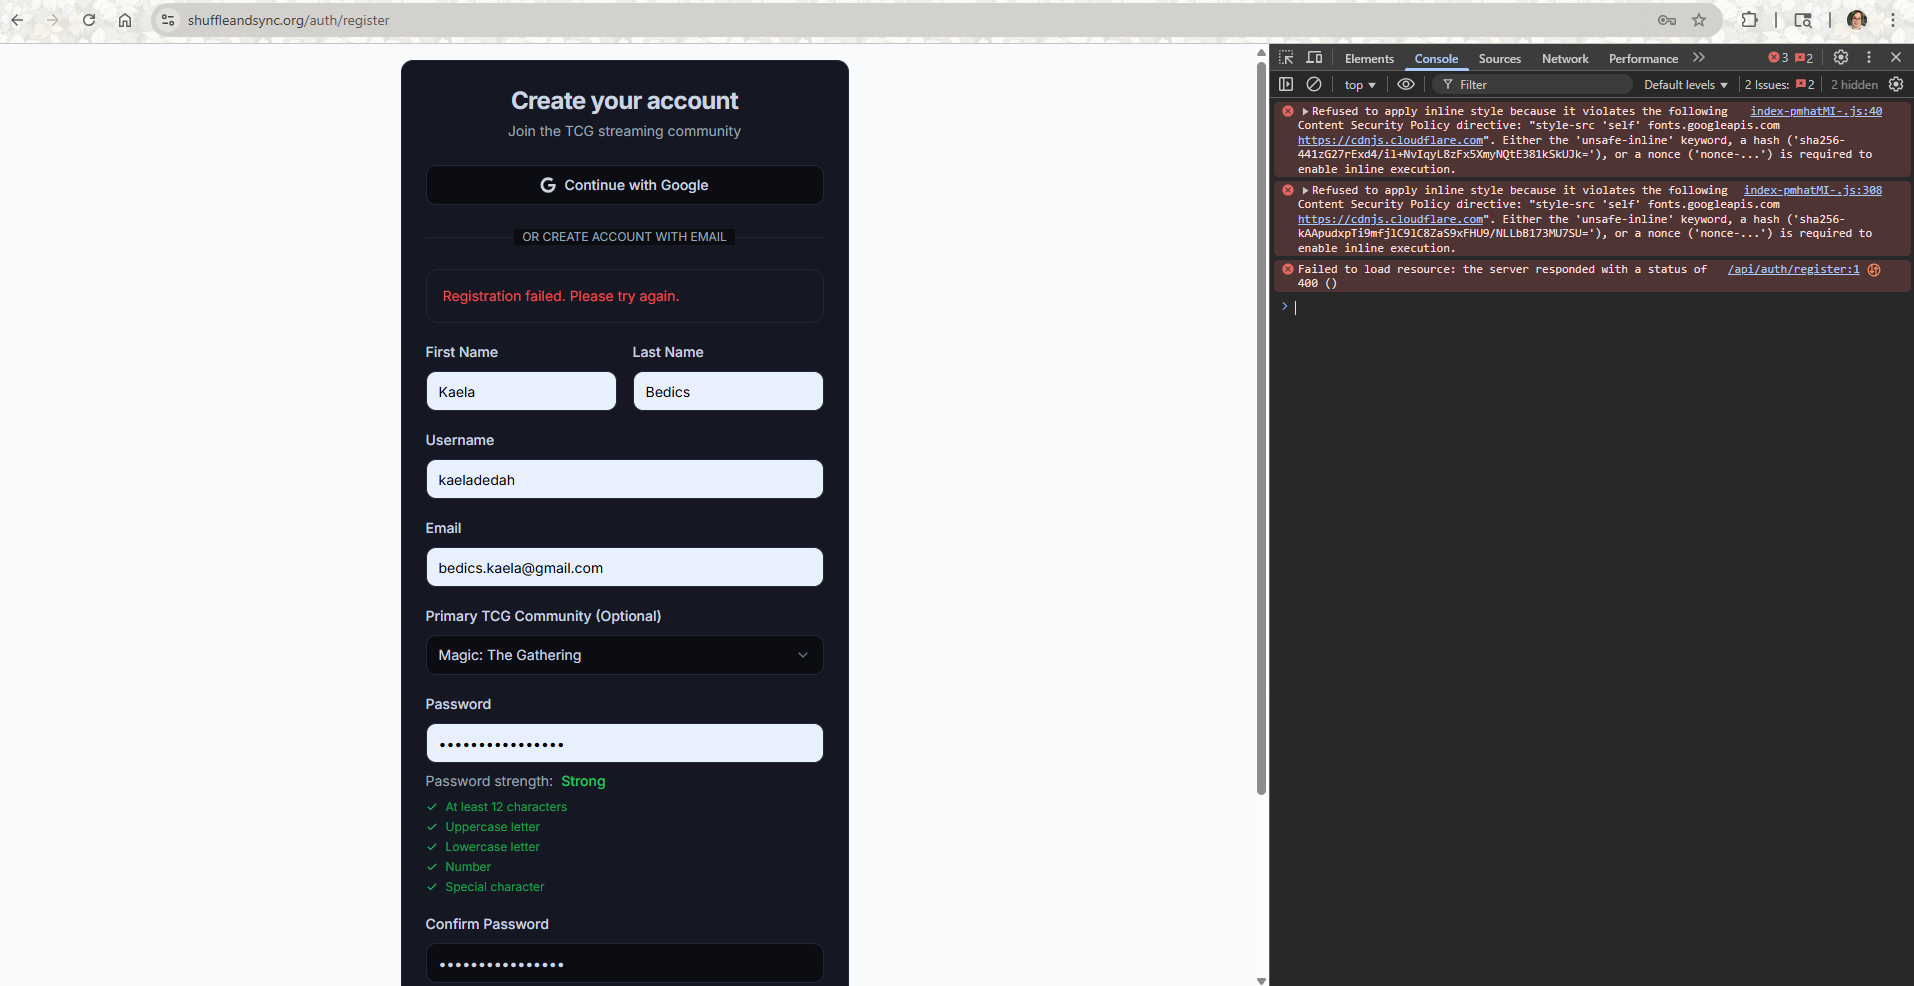 shuffleandsync.org/auth/register
Create your account
Join the TCG streaming community
Continue with Google
OR CREATE ACCOUNT WITH EMAIL
Registration failed. Please try again.
First Name
Last Name
Kaela
Bedics
Username
kaeladedah
Email
bedics.kaela@gmail.com
Primary TCG Community (Optional)
Magic: The Gathering
Password
••••••••••••••••
Password strength: Strong
At least 12 characters
Uppercase letter
Lowercase letter
Number
Special character
Confirm Password
••••••••••••••••
Elements Console Sources Network Performance 3 2
top Filter Default levels 2 Issues: 2 2 hidden
Refused to apply inline style because it violates the following index-pmhatMI-.js:40
Content Security Policy directive: "style-src 'self' fonts.googleapis.com
https://cdnjs.cloudflare.com". Either the 'unsafe-inline' keyword, a hash ('sha256-
441zG27rExd4/il+NvIqyL8zFx5XmyNQtE381kSkUJk='), or a nonce ('nonce-...') is required to
enable inline execution.
Refused to apply inline style because it violates the following index-pmhatMI-.js:308
Content Security Policy directive: "style-src 'self' fonts.googleapis.com
https://cdnjs.cloudflare.com". Either the 'unsafe-inline' keyword, a hash ('sha256-
kAApudxpTi9mfj1C91C8ZaS9xFHU9/NLLbB173MU7SU='), or a nonce ('nonce-...') is required to
enable inline execution.
Failed to load resource: the server responded with a status of /api/auth/register:1
400 ()